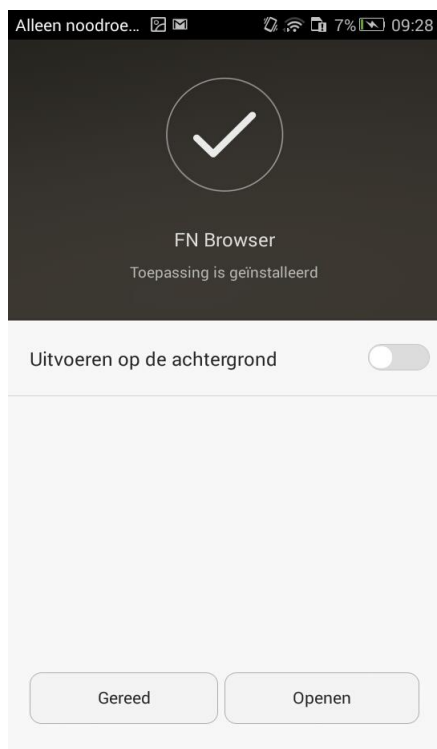 Alleen noodroe... 7% 09:28
FN Browser
Toepassing is geïnstalleerd
Uitvoeren op de achtergrond
Gereed
Openen